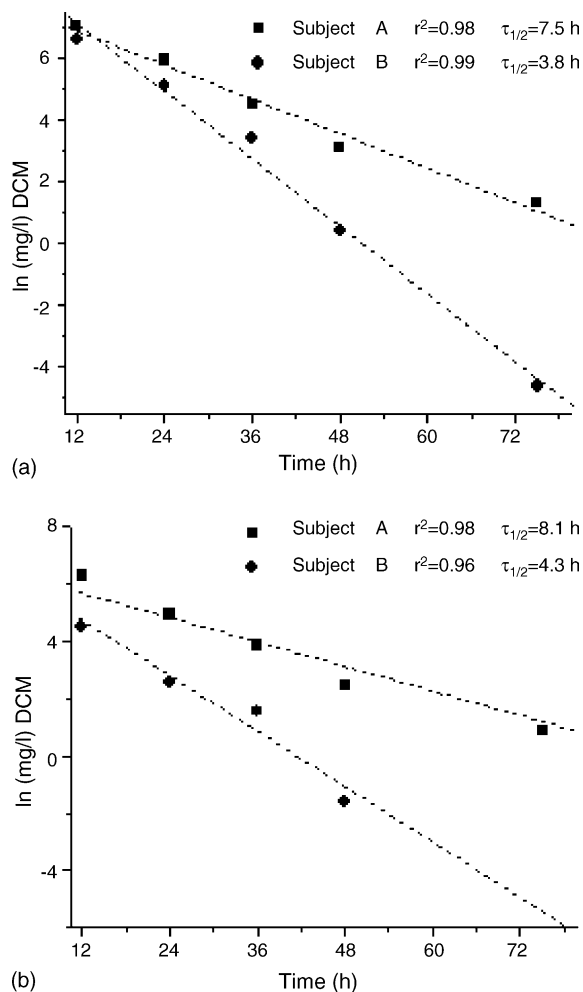 Subject A r²=0.98 τ1/2=7.5 h
Subject B r²=0.99 τ1/2=3.8 h
6
4
2
0
-2
-4
ln (mg/l) DCM
12 24 36 48 60 72
Time (h)
(a)
Subject A r²=0.98 τ1/2=8.1 h
Subject B r²=0.96 τ1/2=4.3 h
8
4
0
-4
ln (mg/l) DCM
12 24 36 48 60 72
Time (h)
(b)